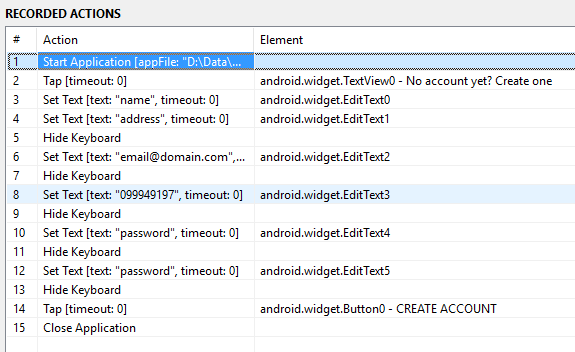 RECORDED ACTIONS
# Action Element
1 Start Application [appFile: "D:\Data\...
2 Tap [timeout: 0] android.widget.TextView0 - No account yet? Create one
3 Set Text [text: "name", timeout: 0] android.widget.EditText0
4 Set Text [text: "address", timeout: 0] android.widget.EditText1
5 Hide Keyboard
6 Set Text [text: "email@domain.com",... android.widget.EditText2
7 Hide Keyboard
8 Set Text [text: "099949197", timeout: 0] android.widget.EditText3
9 Hide Keyboard
10 Set Text [text: "password", timeout: 0] android.widget.EditText4
11 Hide Keyboard
12 Set Text [text: "password", timeout: 0] android.widget.EditText5
13 Hide Keyboard
14 Tap [timeout: 0] android.widget.Button0 - CREATE ACCOUNT
15 Close Application